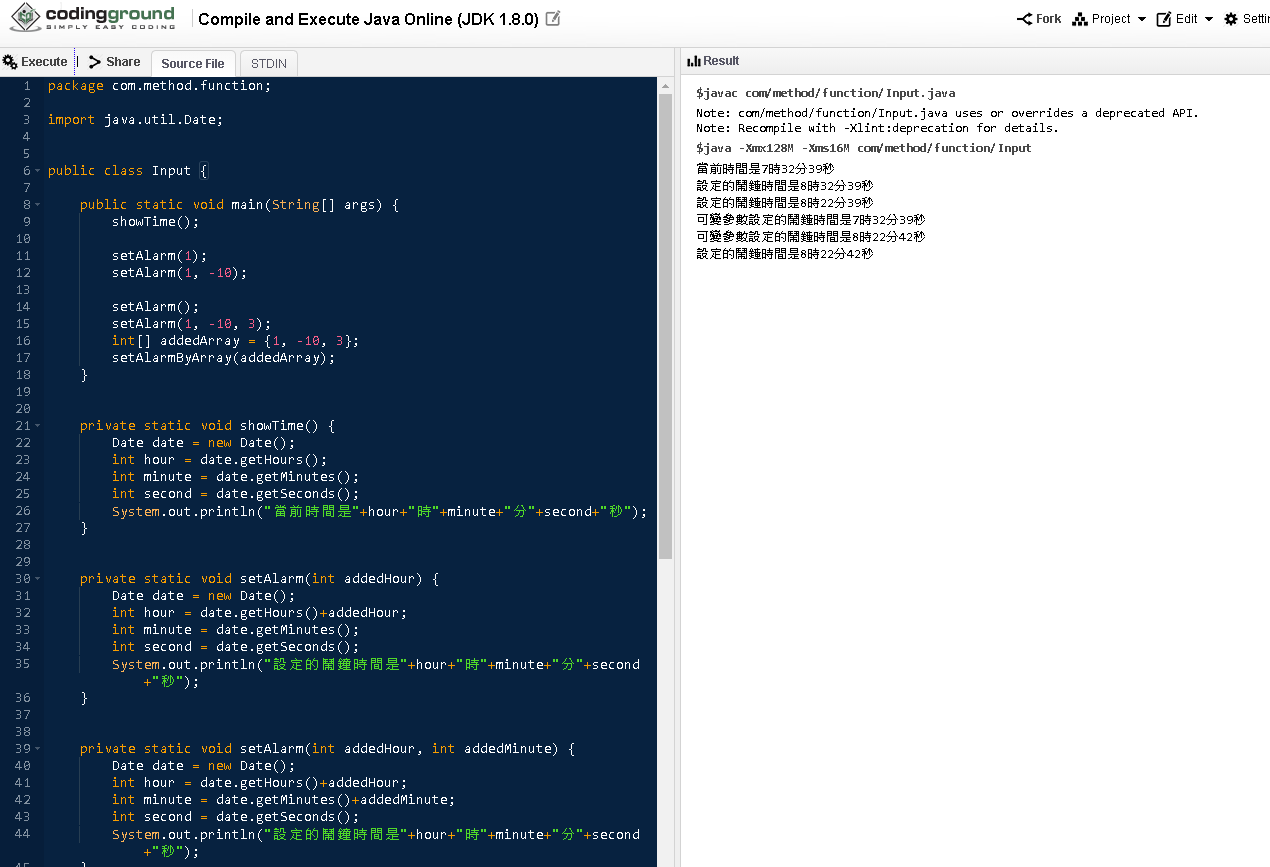 codingground
SIMPLY EASY CODING
Compile and Execute Java Online (JDK 1.8.0)
Fork
Project
Edit
Setti
Execute
Share
Source File
STDIN
1 package com.method.function;
2
3 import java.util.Date;
4
5
6 public class Input {
7
8 public static void main(String[] args) {
9 showTime();
10
11 setAlarm(1);
12 setAlarm(1, -10);
13
14 setAlarm();
15 setAlarm(1, -10, 3);
16 int[] addedArray = {1, -10, 3};
17 setAlarmByArray(addedArray);
18 }
19
20
21 private static void showTime() {
22 Date date = new Date();
23 int hour = date.getHours();
24 int minute = date.getMinutes();
25 int second = date.getSeconds();
26 System.out.println("當前時間是"+hour+"時"+minute+"分"+second+"秒");
27 }
28
29
30 private static void setAlarm(int addedHour) {
31 Date date = new Date();
32 int hour = date.getHours()+addedHour;
33 int minute = date.getMinutes();
34 int second = date.getSeconds();
35 System.out.println("設定的鬧鐘時間是"+hour+"時"+minute+"分"+second
+"秒");
36 }
37
38
39 private static void setAlarm(int addedHour, int addedMinute) {
40 Date date = new Date();
41 int hour = date.getHours()+addedHour;
42 int minute = date.getMinutes()+addedMinute;
43 int second = date.getSeconds();
44 System.out.println("設定的鬧鐘時間是"+hour+"時"+minute+"分"+second
+"秒");
45 }
Result
$javac com/method/function/Input.java
Note: com/method/function/Input.java uses or overrides a deprecated API.
Note: Recompile with -Xlint:deprecation for details.
$java -Xmx128M -Xms16M com/method/function/Input
當前時間是7時32分39秒
設定的鬧鐘時間是8時32分39秒
設定的鬧鐘時間是8時22分39秒
可變參數設定的鬧鐘時間是7時32分39秒
可變參數設定的鬧鐘時間是8時22分42秒
設定的鬧鐘時間是8時22分42秒